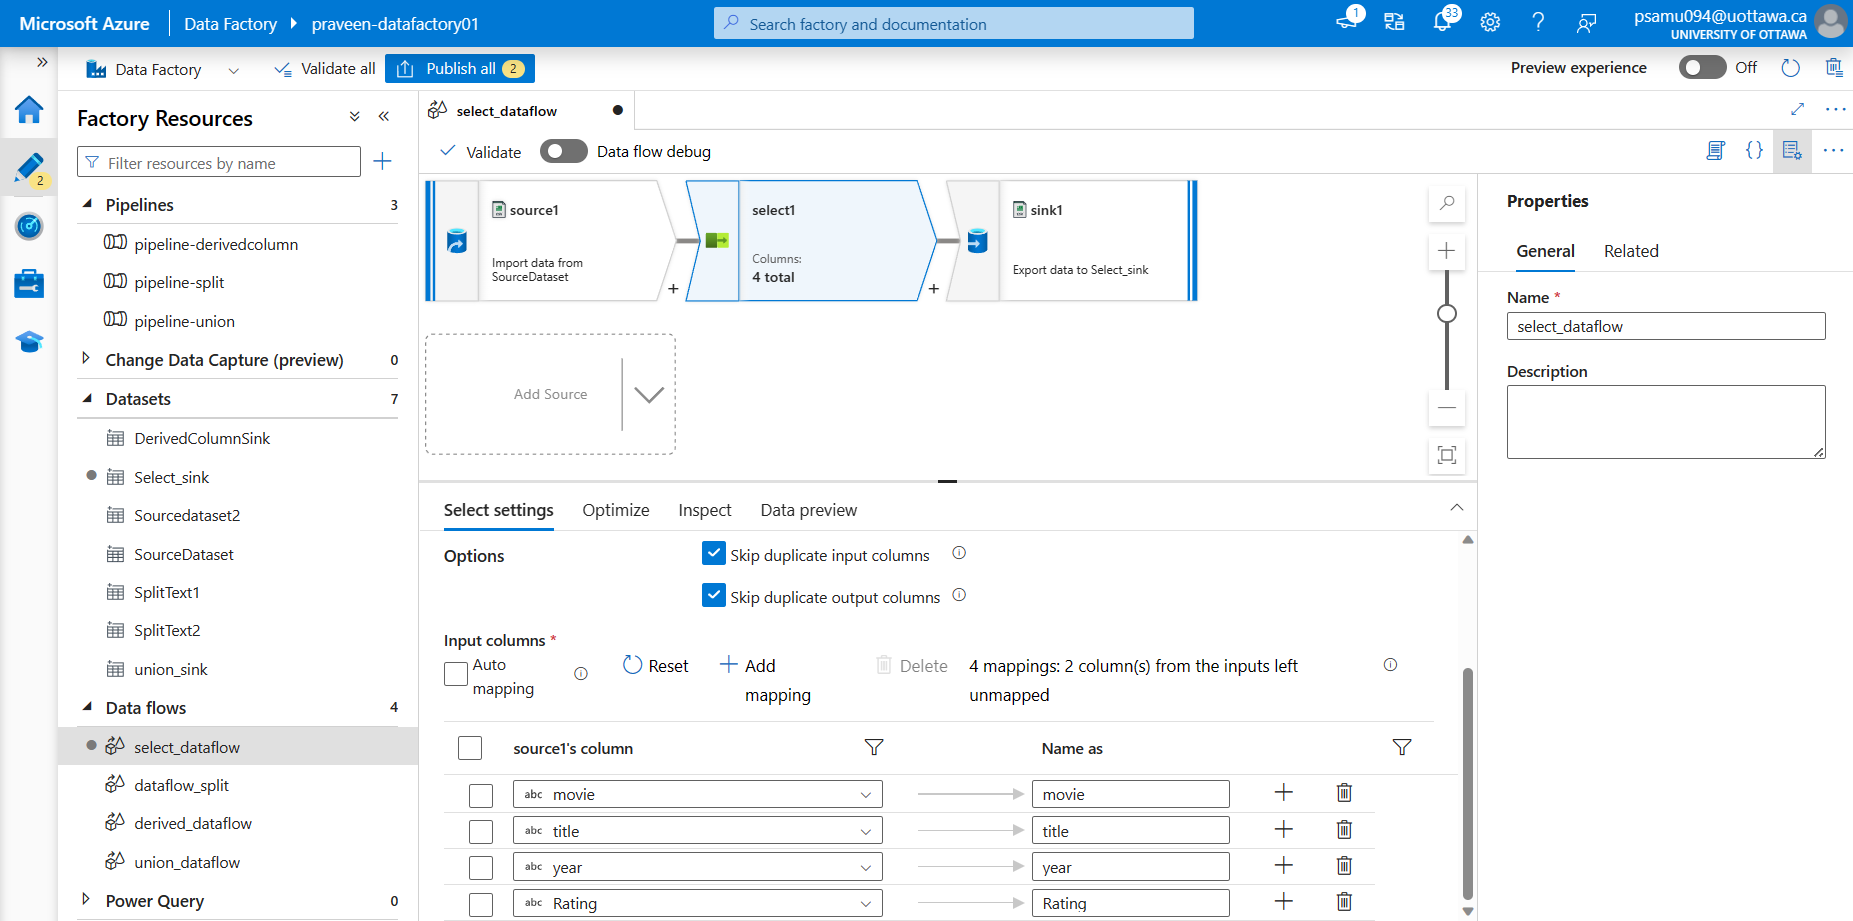 Microsoft Azure
Data Factory
praveen-datafactory01
Search factory and documentation
1
33
psamu094@uottawa.ca
UNIVERSITY OF OTTAWA
Data Factory
Validate all
Publish all 2
Preview experience
Off
2
Factory Resources
Filter resources by name
Pipelines 3
pipeline-derivedcolumn
pipeline-split
pipeline-union
Change Data Capture (preview) 0
Datasets 7
DerivedColumnSink
Select_sink
Sourcedataset2
SourceDataset
SplitText1
SplitText2
union_sink
Data flows 4
select_dataflow
dataflow_split
derived_dataflow
union_dataflow
Power Query 0
select_dataflow
Validate
Data flow debug
source1
Import data from
SourceDataset
+
select1
Columns:
4 total
+
sink1
Export data to Select_sink
Add Source
Select settings
Optimize
Inspect
Data preview
Options
Skip duplicate input columns
Skip duplicate output columns
Input columns *
Auto
mapping
Reset
Add
mapping
Delete
4 mappings: 2 column(s) from the inputs left
unmapped
source1's column
Name as
abc movie
movie
abc title
title
abc year
year
abc Rating
Rating
Properties
General
Related
Name *
select_dataflow
Description